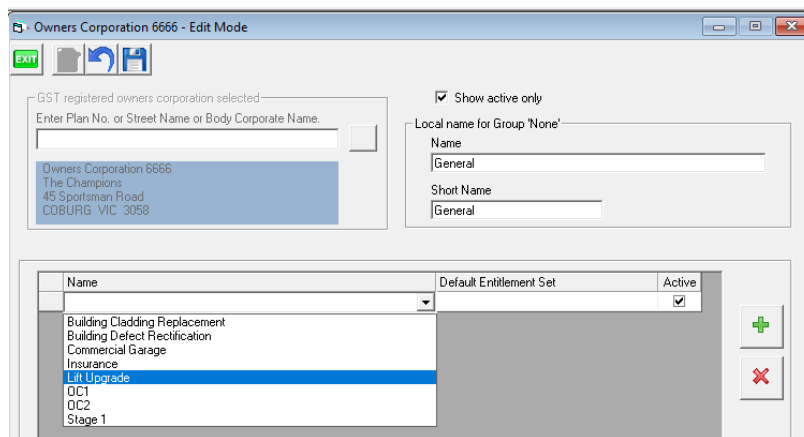 Owners Corporation 6666 - Edit Mode
EXIT
GST registered owners corporation selected
Enter Plan No. or Street Name or Body Corporate Name.
Owners Corporation 6666
The Champions
45 Sportsman Road
COBURG VIC 3058
Show active only
Local name for Group 'None'
Name
General
Short Name
General
Name Default Entitlement Set Active
Building Cladding Replacement
Building Defect Rectification
Commercial Garage
Insurance
Lift Upgrade
OC1
OC2
Stage 1